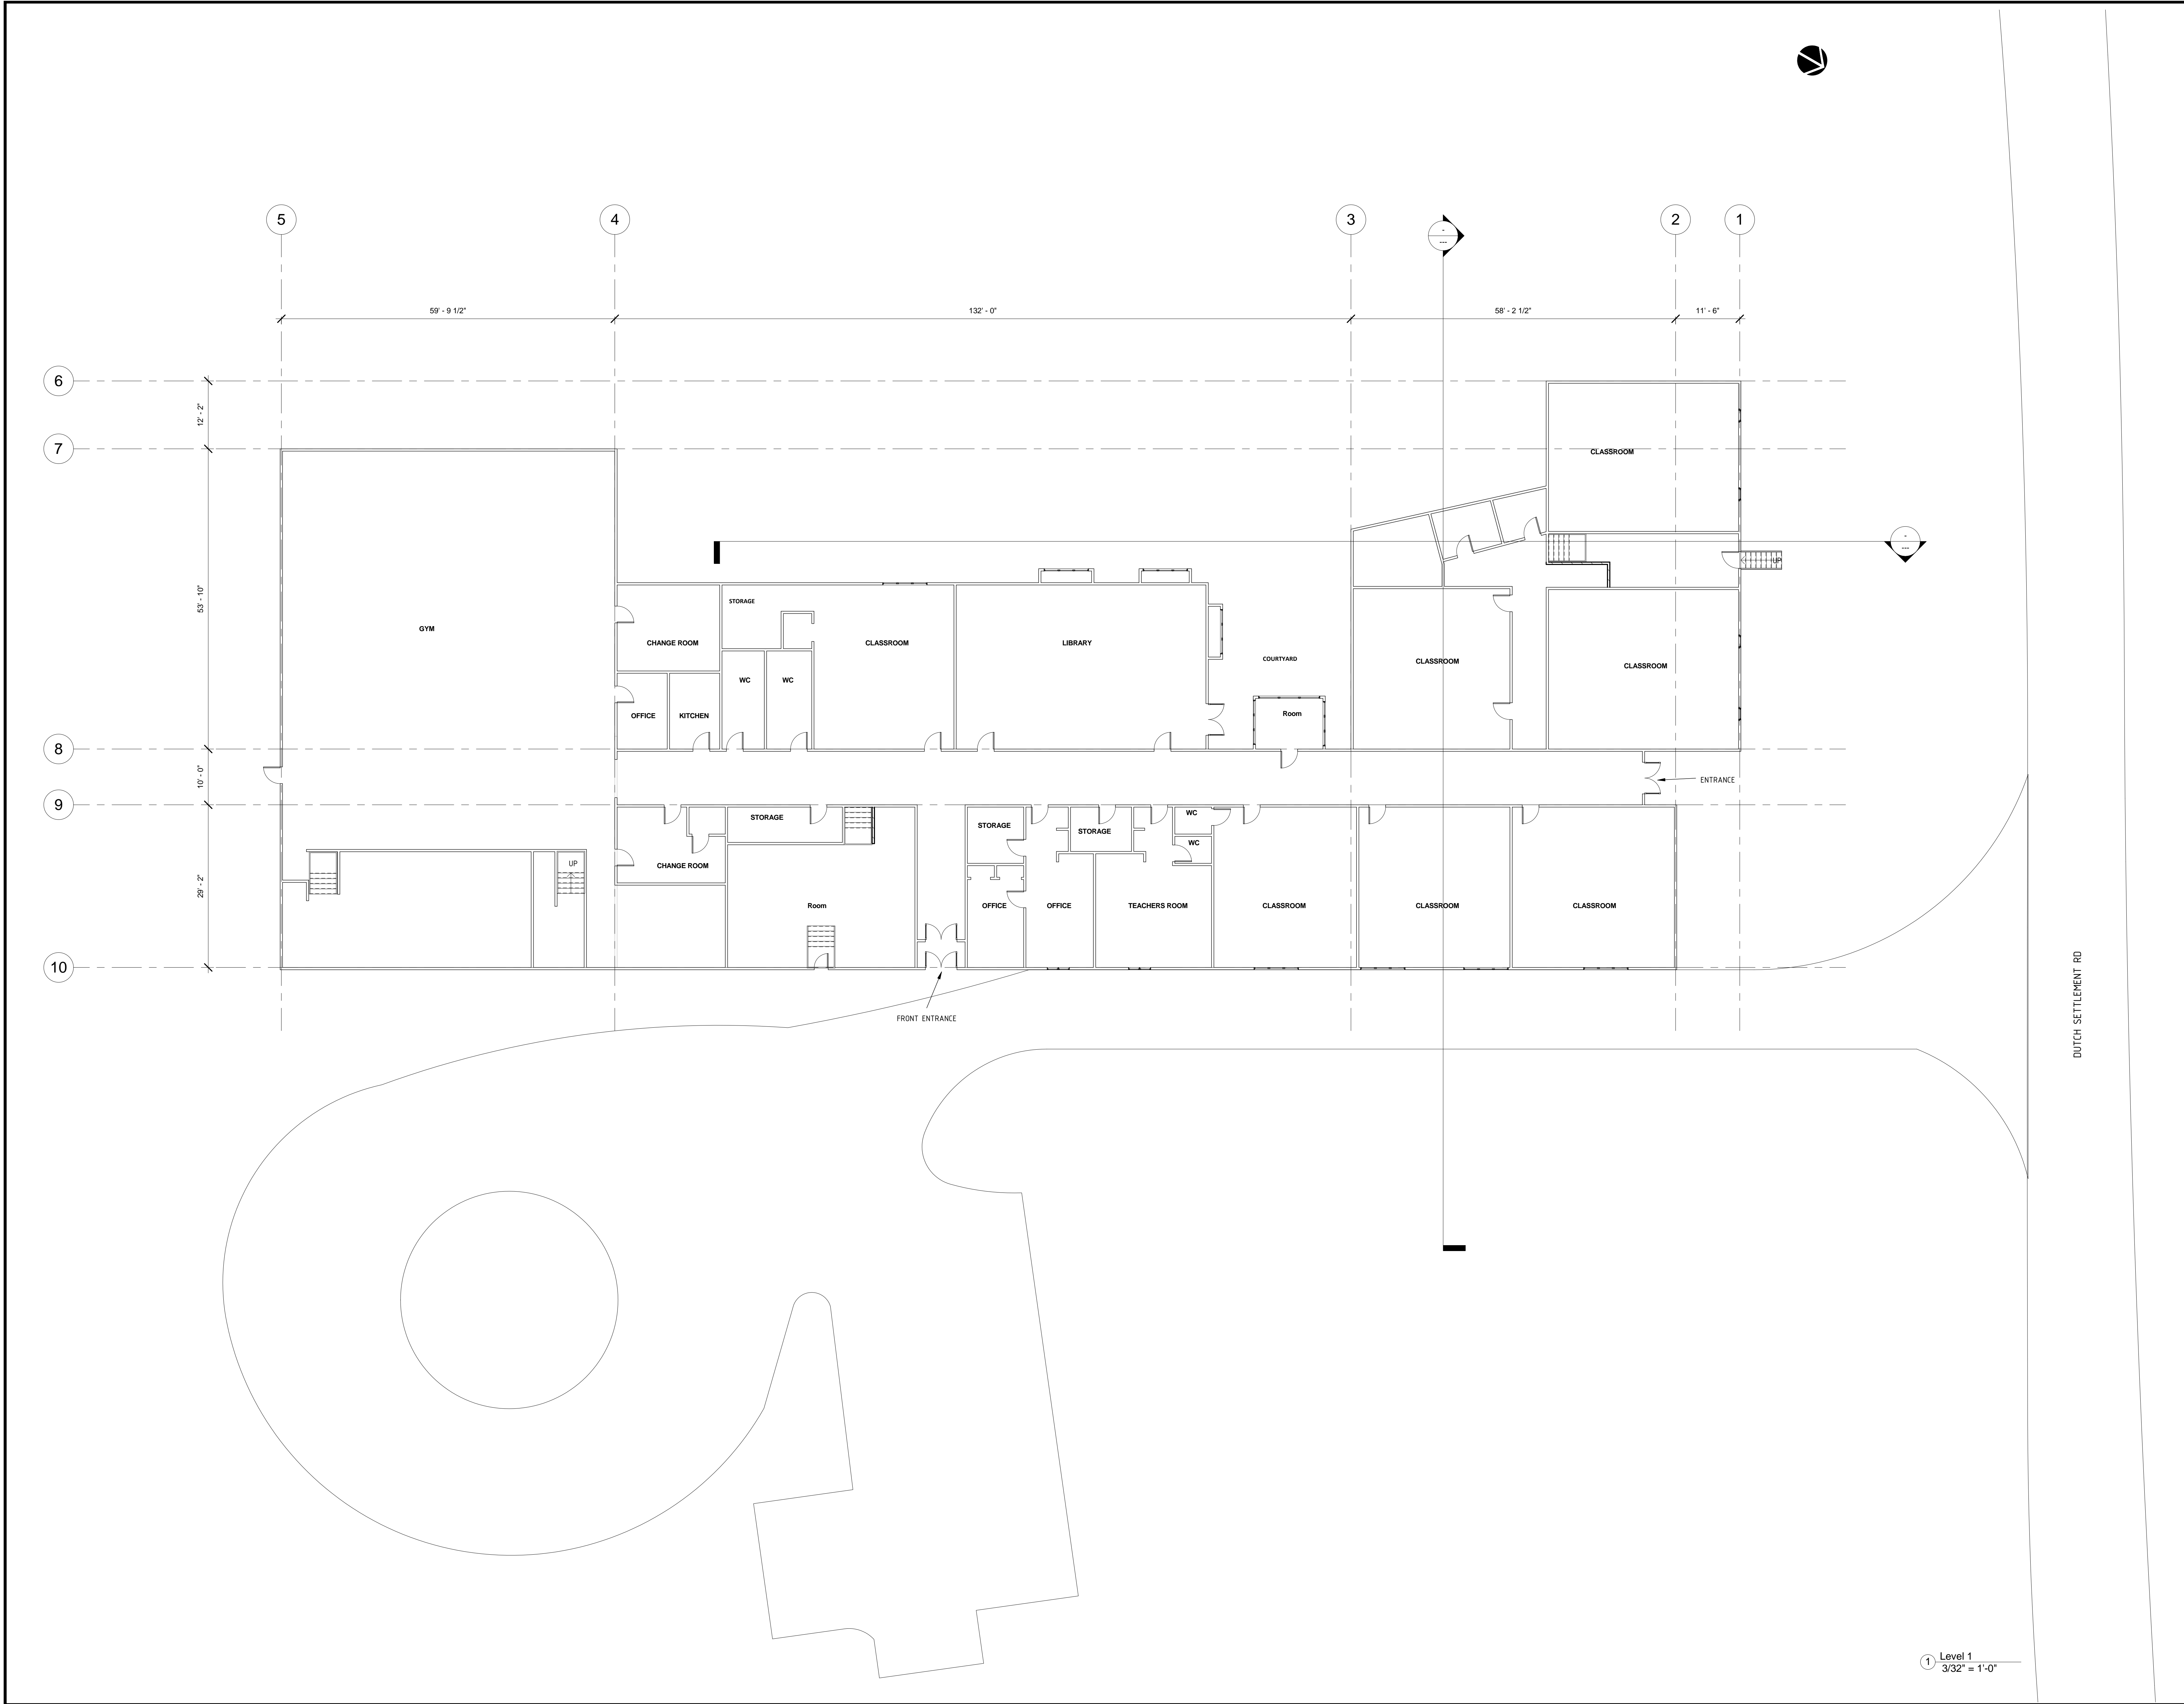 5
4
3
-
---
2
1
59' - 9 1/2"
132' - 0"
58' - 2 1/2"
11' - 6"
6
12' - 2"
7
CLASSROOM
-
---
UP
53' - 10"
STORAGE
GYM
CHANGE ROOM
CLASSROOM
LIBRARY
COURTYARD
CLASSROOM
CLASSROOM
WC
WC
OFFICE
KITCHEN
Room
8
10' - 0"
ENTRANCE
9
STORAGE
STORAGE
STORAGE
WC
WC
UP
CHANGE ROOM
29' - 2"
Room
OFFICE
OFFICE
TEACHERS ROOM
CLASSROOM
CLASSROOM
CLASSROOM
10
FRONT ENTRANCE
DUTCH SETTLEMENT RD
1
Level 1
3/32" = 1'-0"